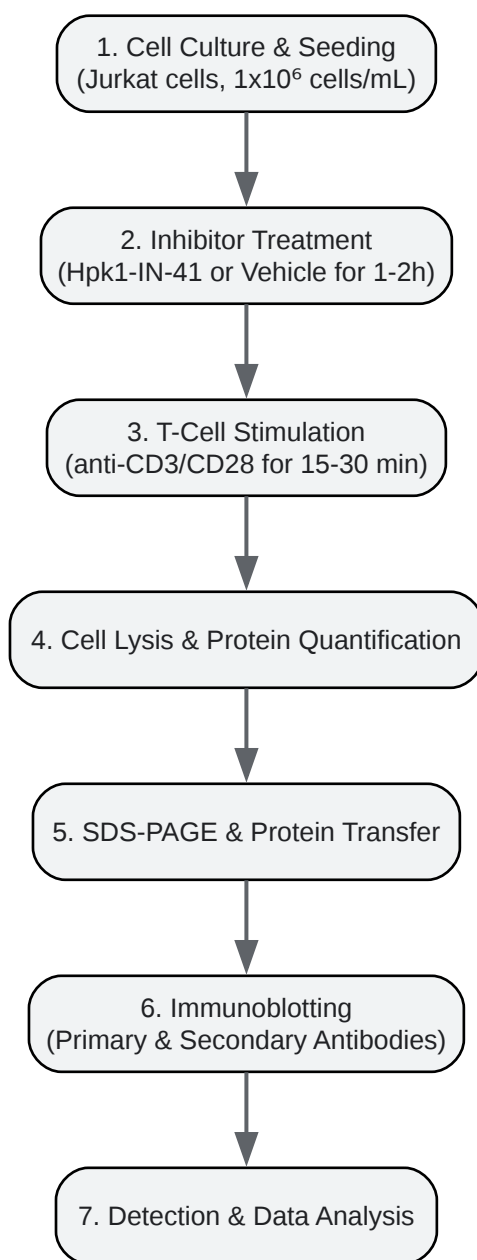 1. Cell Culture & Seeding
(Jurkat cells, 1x10⁶ cells/mL)
2. Inhibitor Treatment
(Hpk1-IN-41 or Vehicle for 1-2h)
3. T-Cell Stimulation
(anti-CD3/CD28 for 15-30 min)
4. Cell Lysis & Protein Quantification
5. SDS-PAGE & Protein Transfer
6. Immunoblotting
(Primary & Secondary Antibodies)
7. Detection & Data Analysis